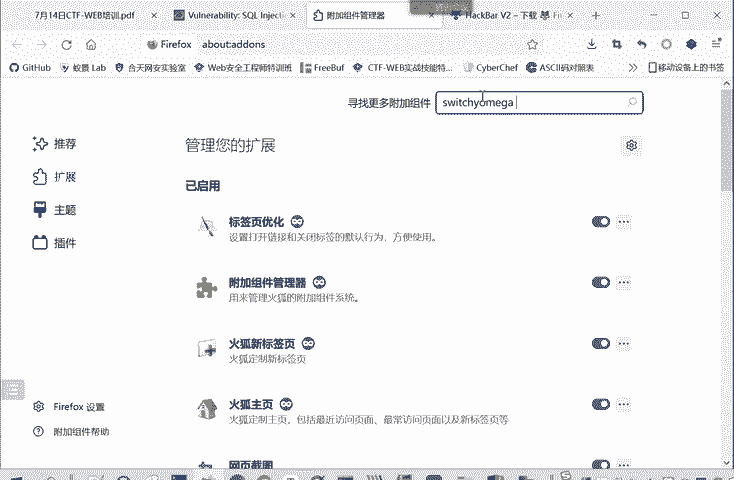 7月14日CTF-WEB培训.pdf
Vulnerability: SQL Injecti
附加组件管理器
HackBar V2 – 下载
Firefox
about:addons
GitHub
蚁景 Lab
合天网安实验室
Web安全工程师特训班
FreeBuf
CTF-WEB实战技能特...
CyberChef
ASCII码对照表
移动设备上的书签
寻找更多附加组件
switchyomega
推荐
扩展
主题
插件
管理您的扩展
已启用
标签页优化
设置打开链接和关闭标签的默认行为，方便使用。
附加组件管理器
用来管理火狐的附加组件系统。
火狐新标签页
火狐定制新标签页
火狐主页
火狐定制主页，包括最近访问页面、最常访问页面以及新标签页等
网页截图
Firefox 设置
附加组件帮助